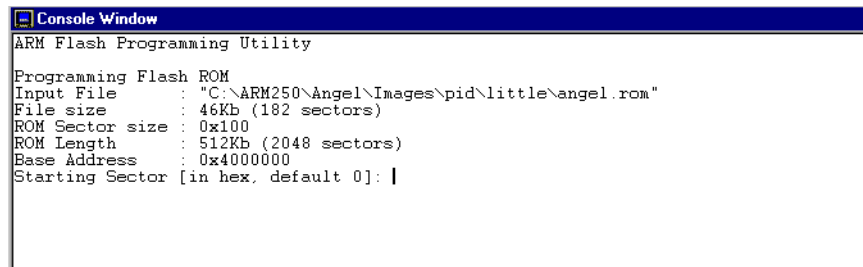 Console Window
ARM Flash Programming Utility
Programming Flash ROM
Input File : "C:\ARM250\Angel\Images\pid\little\angel.rom"
File size : 46Kb (182 sectors)
ROM Sector size : 0x100
ROM Length : 512Kb (2048 sectors)
Base Address : 0x4000000
Starting Sector [in hex, default 0]: